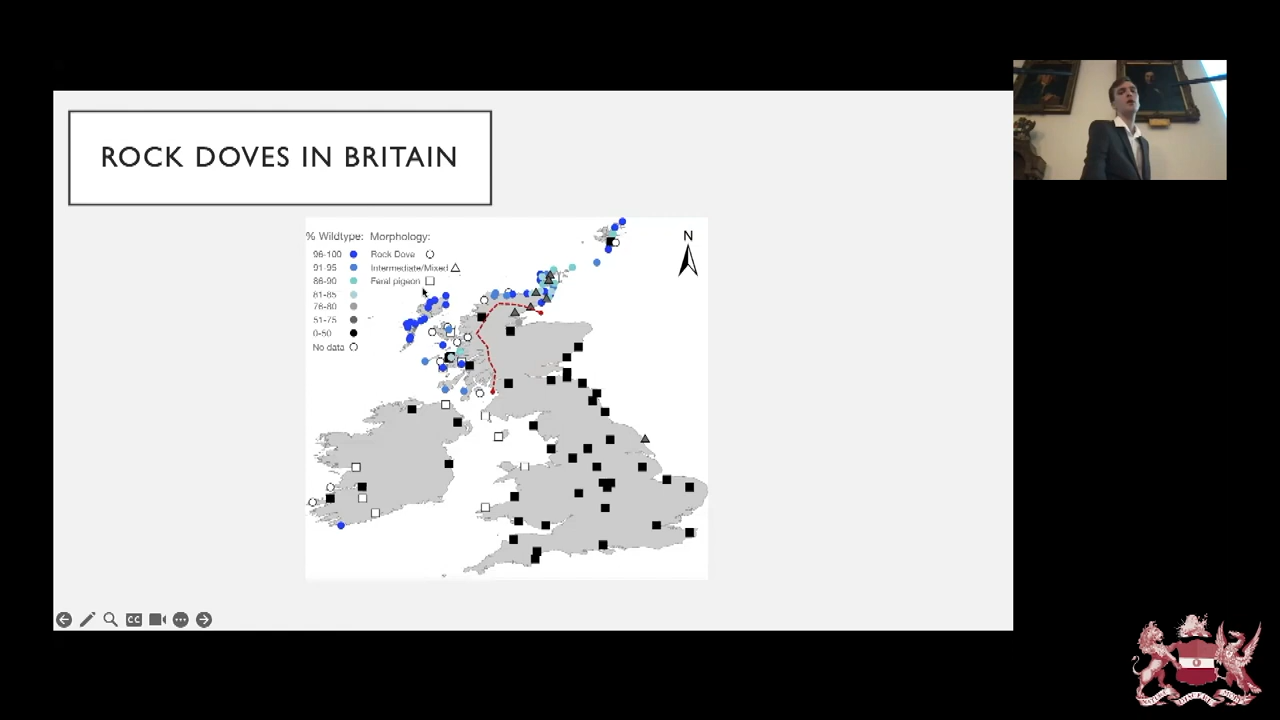 ROCK DOVES IN BRITAIN
% Wildtype: Morphology:
96-100 Rock Dove
91-95 Intermediate/Mixed
86-90 Feral pigeon
81-85
76-80
51-75
0-50
No data
N
CC